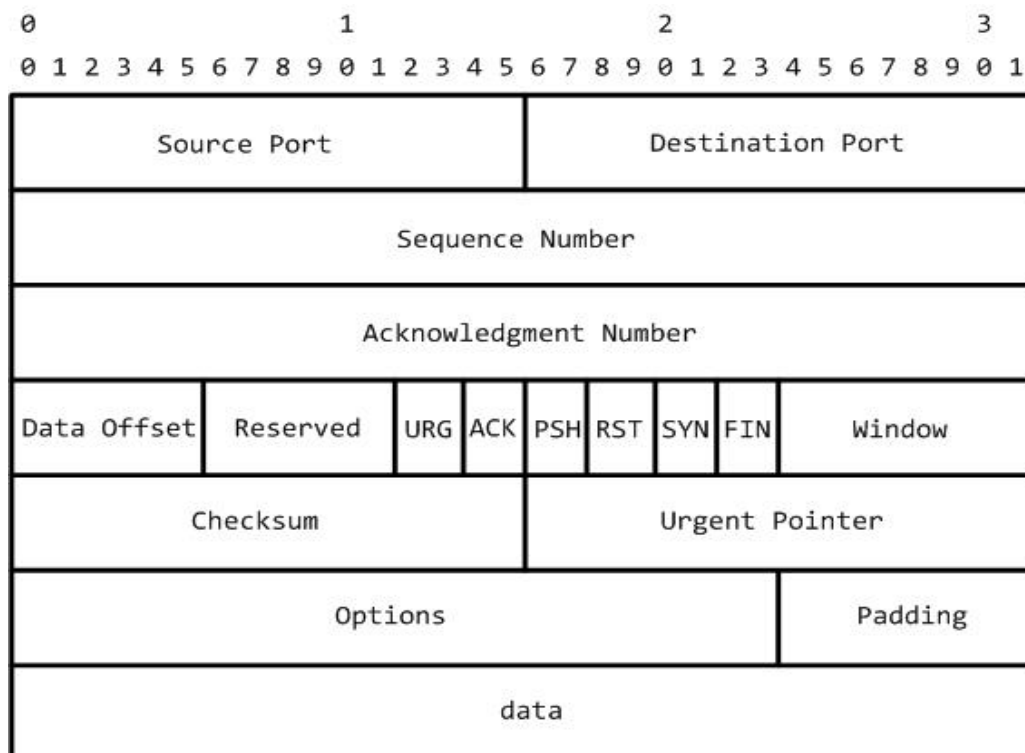 0 1 2 3
0 1 2 3 4 5 6 7 8 9 0 1 2 3 4 5 6 7 8 9 0 1 2 3 4 5 6 7 8 9 0 1
Source Port Destination Port
Sequence Number
Acknowledgment Number
Data Offset Reserved URG ACK PSH RST SYN FIN Window
Checksum Urgent Pointer
Options Padding
data